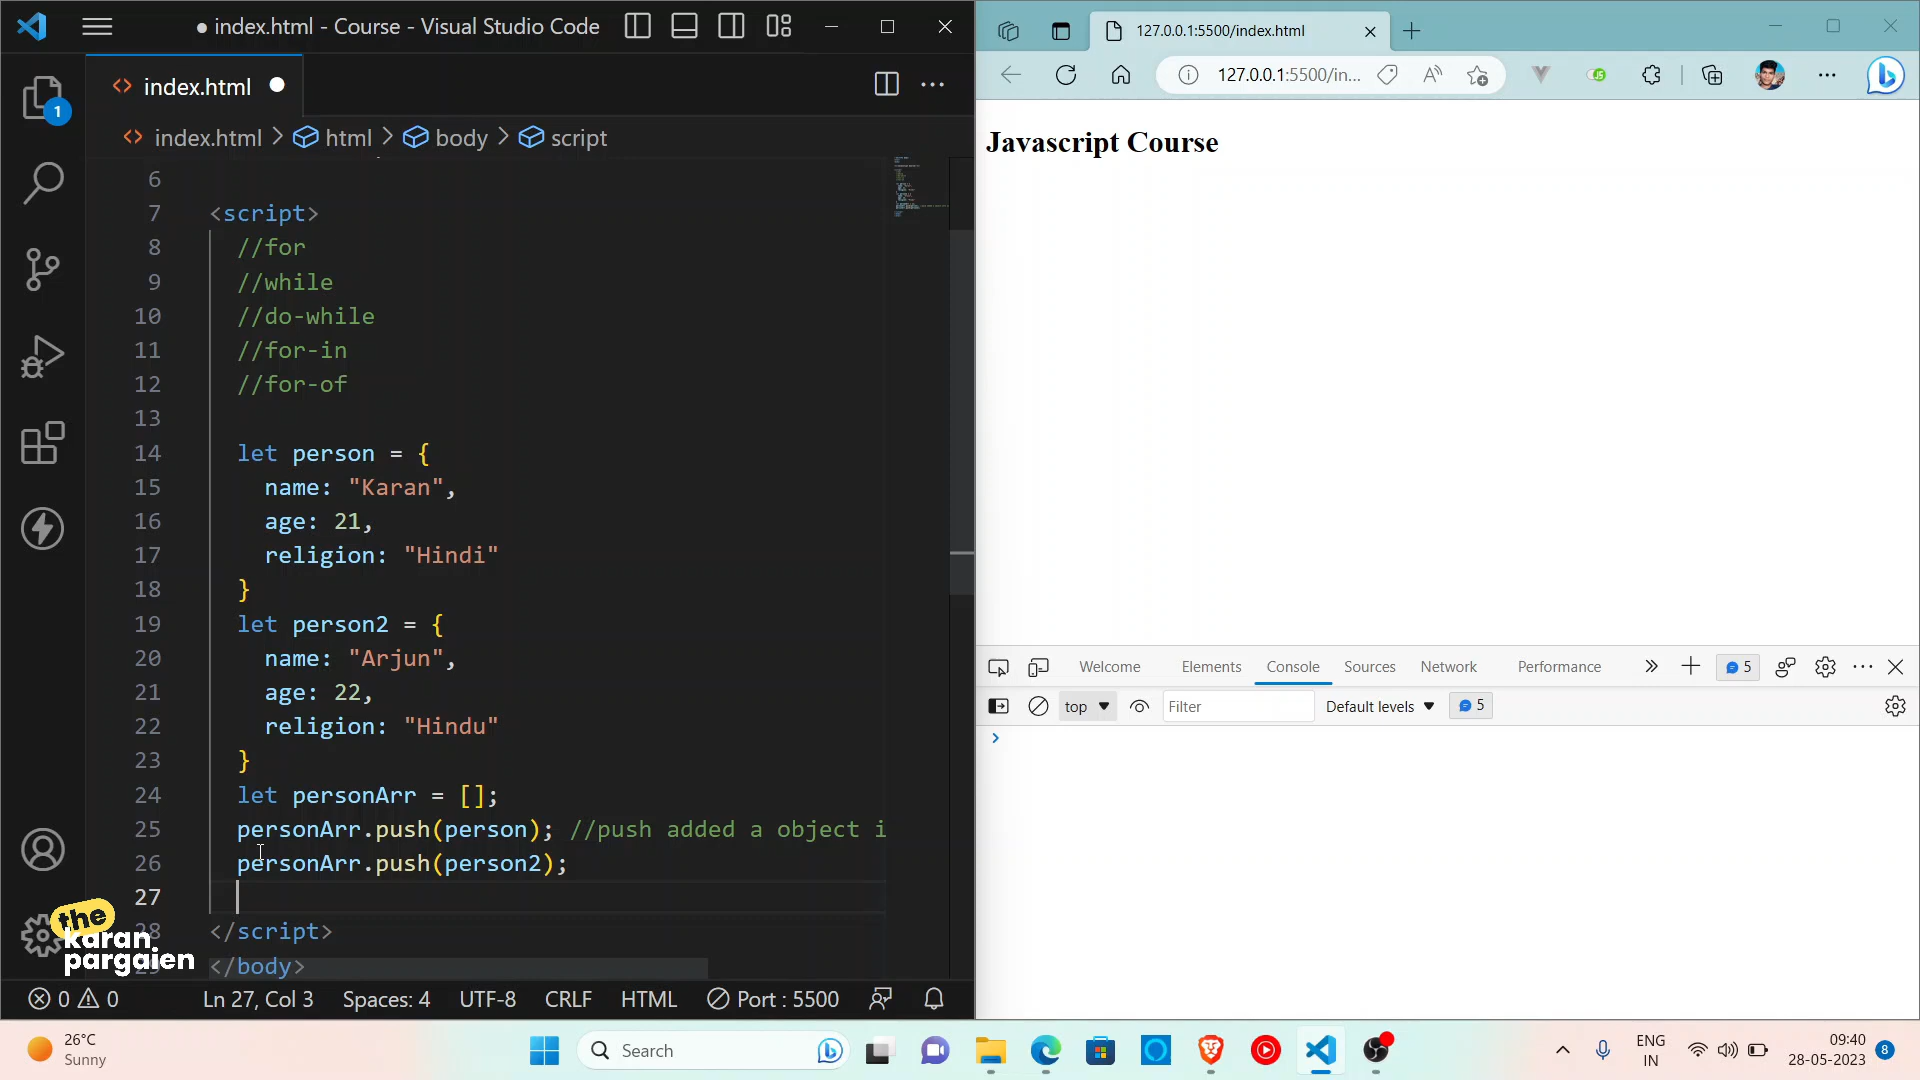 ● index.html - Course - Visual Studio Code
index.html
1
index.html > html > body > script
6
7 <script>
8 //for
9 //while
10 //do-while
11 //for-in
12 //for-of
13
14 let person = {
15 name: "Karan",
16 age: 21,
17 religion: "Hindi"
18 }
19 let person2 = {
20 name: "Arjun",
21 age: 22,
22 religion: "Hindu"
23 }
24 let personArr = [];
25 personArr.push(person); //push added a object i
26 personArr.push(person2);
27
28 </script>
</body>
the
karan.
pargaien
0 0 Ln 27, Col 3 Spaces: 4 UTF-8 CRLF HTML Port : 5500
127.0.0.1:5500/index.html
127.0.0.1:5500/in...
Javascript Course
Welcome Elements Console Sources Network Performance 5
top Filter Default levels 5
26°C
Sunny
Search
ENG
IN
09:40
28-05-2023
8